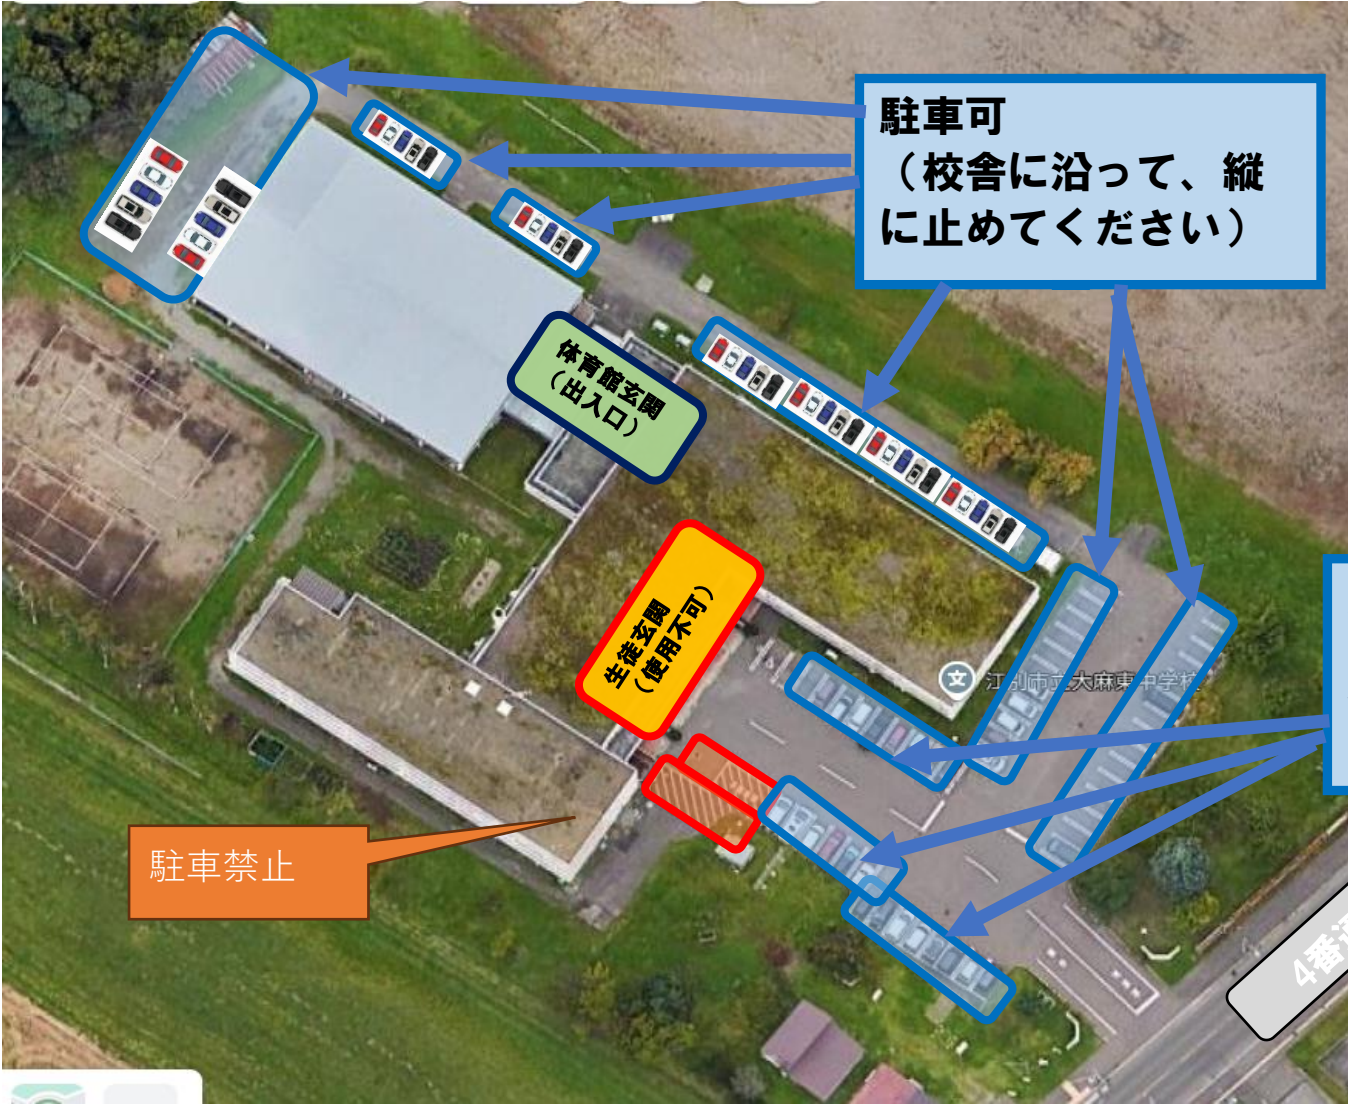 駐車可
（校舎に沿って、縦
に止めてください）
体育館玄関
（出入口）
生徒玄関
（使用不可）
江別市立大麻東中学校
駐車禁止
4番通